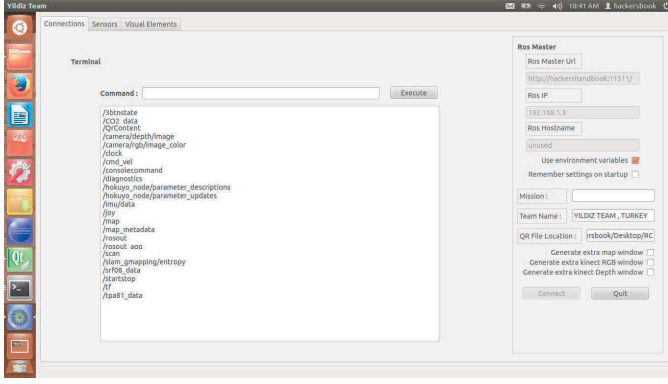 Yildiz Team
10:41 AM hackersbook
Connections Sensors Visual Elements
Terminal
Command :
Execute
/3btnstate
/CO2_data
/QrContent
/camera/depth/image
/camera/rgb/image_color
/clock
/cmd_vel
/consolecommand
/diagnostics
/hokuyo_node/parameter_descriptions
/hokuyo_node/parameter_updates
/imu/data
/joy
/map
/map_metadata
/rosout
/rosout_agg
/scan
/slam_gmapping/entropy
/srf08_data
/startstop
/tf
/tpa81_data
Ros Master
Ros Master Url
http://hackershandbook:11311/
Ros IP
192.168.1.3
Ros Hostname
unused
Use environment variables
Remember settings on startup
Mission :
Team Name : YILDIZ TEAM , TURKEY
QR File Location : rsbook/Desktop/RC
Generate extra map window
Generate extra kinect RGB window
Generate extra kinect Depth window
Connect Quit
Qt